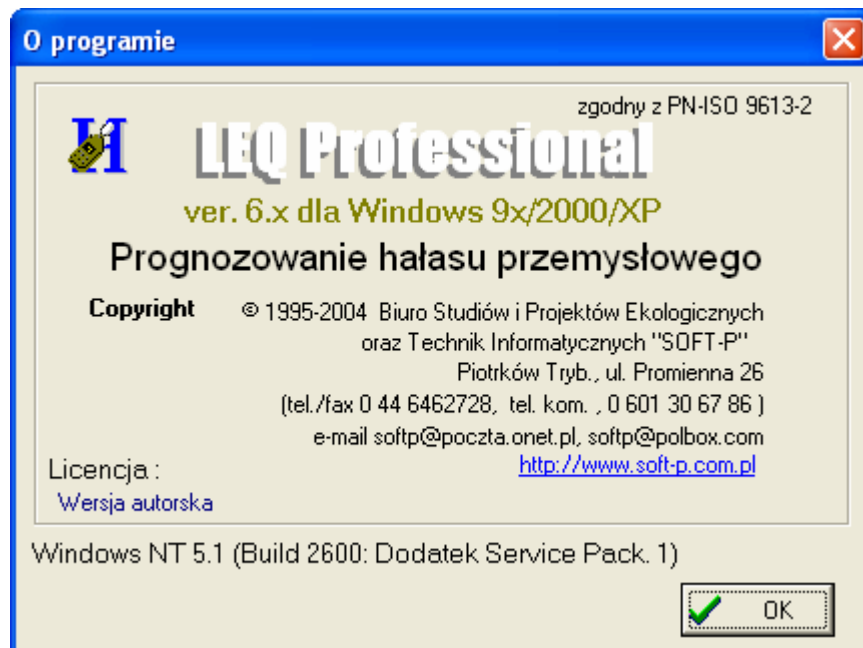 O programie
zgodny z PN-ISO 9613-2
H
LEQ Professional
ver. 6.x dla Windows 9x/2000/XP
Prognozowanie hałasu przemysłowego
Copyright © 1995-2004 Biuro Studiów i Projektów Ekologicznych
oraz Technik Informatycznych "SOFT-P"
Piotrków Tryb., ul. Promienna 26
(tel./fax 0 44 6462728, tel. kom. , 0 601 30 67 86 )
e-mail softp@poczta.onet.pl, softp@polbox.com
http://www.soft-p.com.pl
Licencja :
Wersja autorska
Windows NT 5.1 (Build 2600: Dodatek Service Pack. 1)
OK